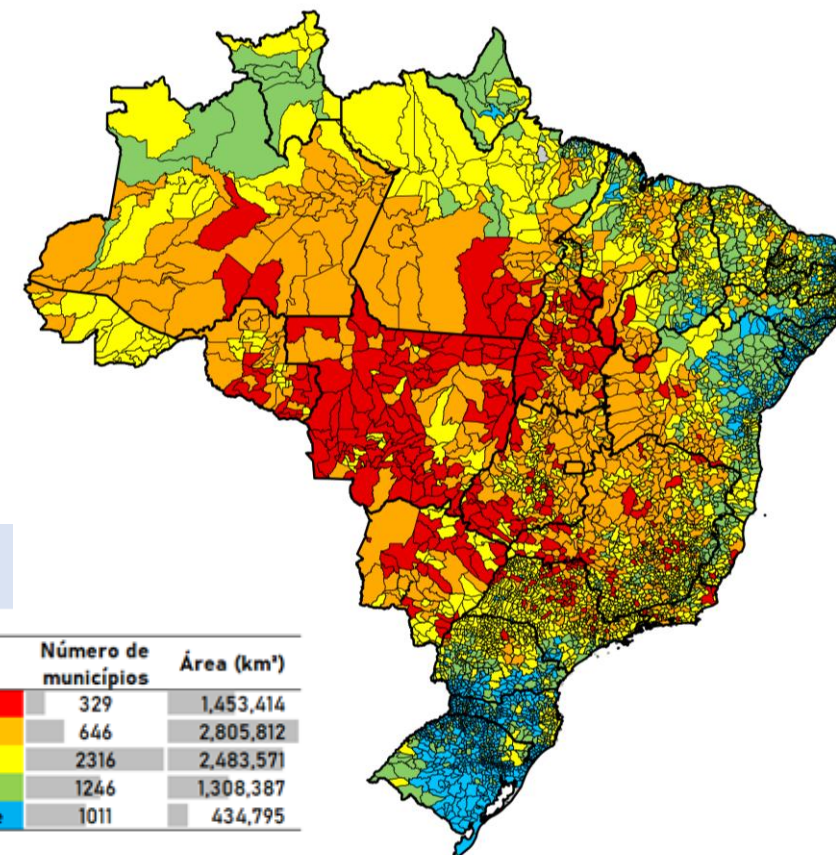 Número de municípios Área (km²)
329 1,453,414
646 2,805,812
2316 2,483,571
1246 1,308,387
e 1011 434,795